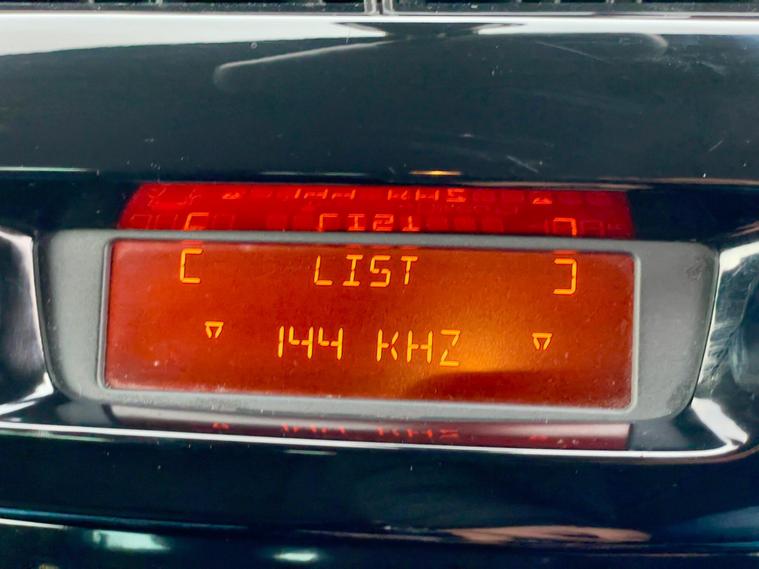 [ LIST ]
▽ 144 KHZ ▽